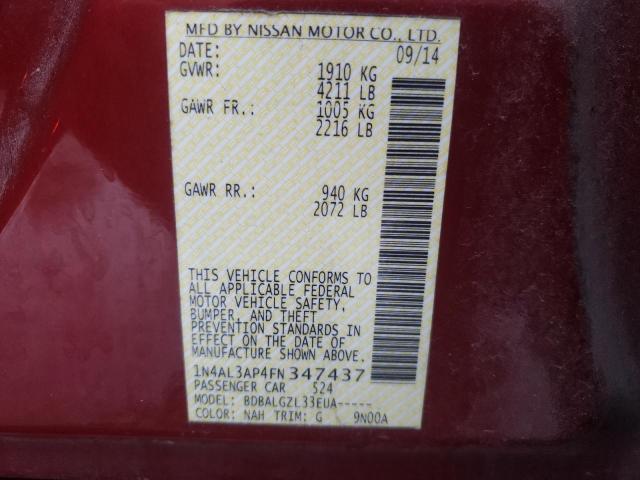 MFD BY NISSAN MOTOR CO., LTD.
DATE: 09/14
GVWR: 1910 KG
4211 LB
GAWR FR.: 1005 KG
2216 LB
GAWR RR.: 940 KG
2072 LB
THIS VEHICLE CONFORMS TO
ALL APPLICABLE FEDERAL
MOTOR VEHICLE SAFETY,
BUMPER, AND THEFT
PREVENTION STANDARDS IN
EFFECT ON THE DATE OF
MANUFACTURE SHOWN ABOVE.
1N4AL3AP4FN347437
PASSENGER CAR 524
MODEL: BDBALGZL33EUA-----
COLOR: NAH TRIM: G 9N00A